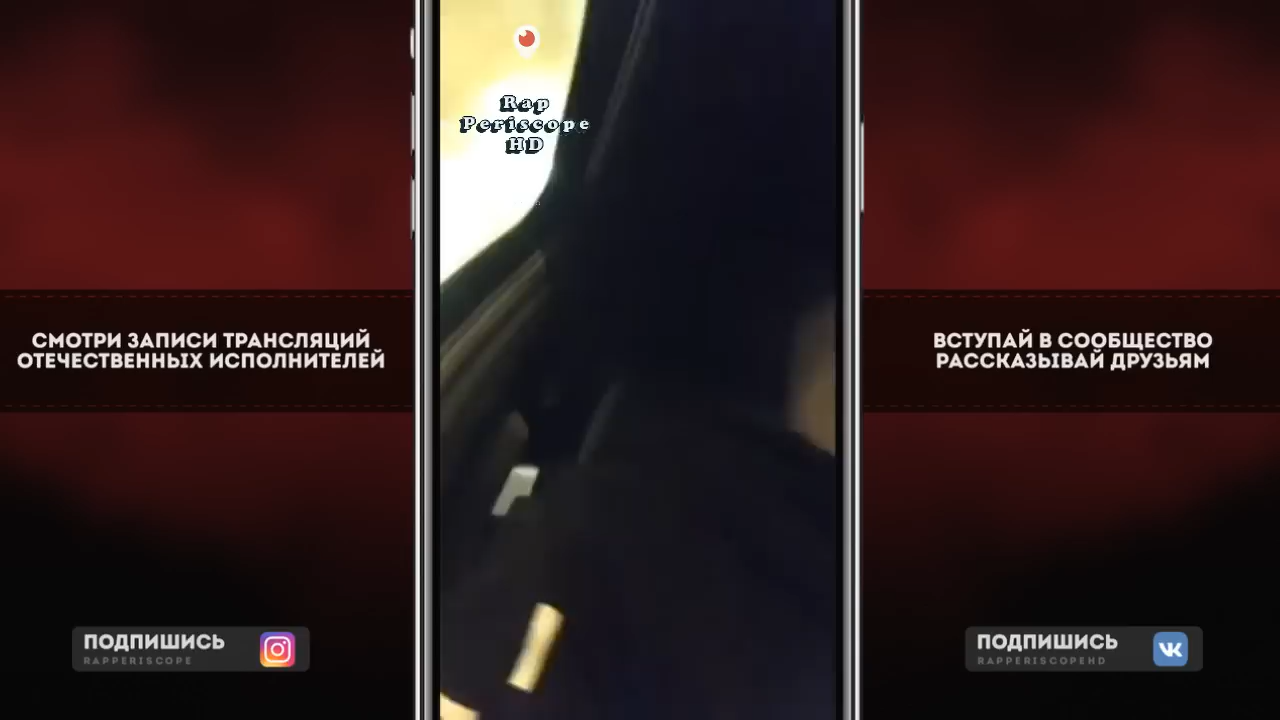 Rap
Periscope
HD
СМОТРИ ЗАПИСИ ТРАНСЛЯЦИЙ
ОТЕЧЕСТВЕННЫХ ИСПОЛНИТЕЛЕЙ
ВСТУПАЙ В СООБЩЕСТВО
РАССКАЗЫВАЙ ДРУЗЬЯМ
ПОДПИШИСЬ
RAPPERISCOPE
ПОДПИШИСЬ
RAPPERISCOPEHD